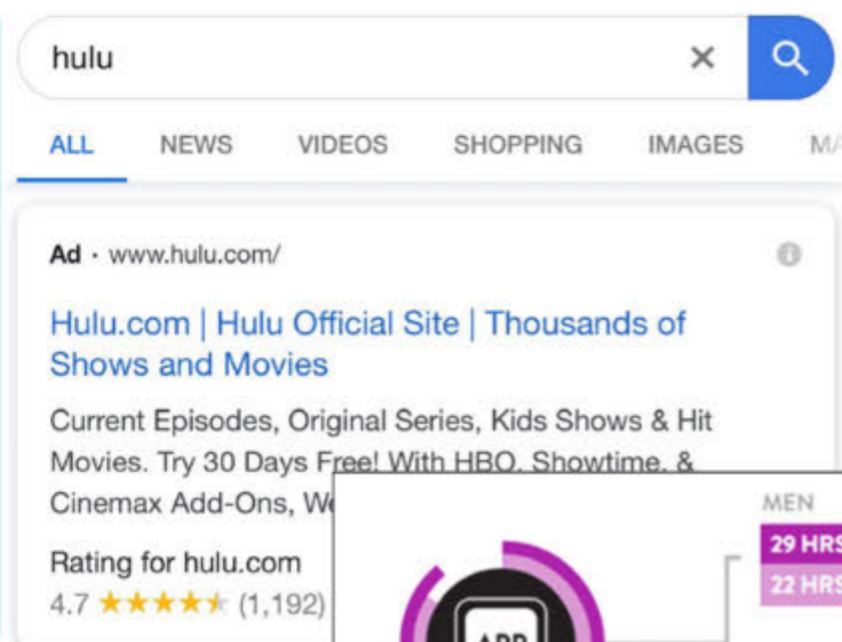 hulu
ALL NEWS VIDEOS SHOPPING IMAGES
Ad · www.hulu.com/
Hulu.com | Hulu Official Site | Thousands of
Shows and Movies
Current Episodes, Original Series, Kids Shows & Hit
Movies. Try 30 Days Free! With HBO, Showtime, &
Cinemax Add-Ons,
MEN
29 HRS
22 HRS
Rating for hulu.com
4.7 (1,192)
APP